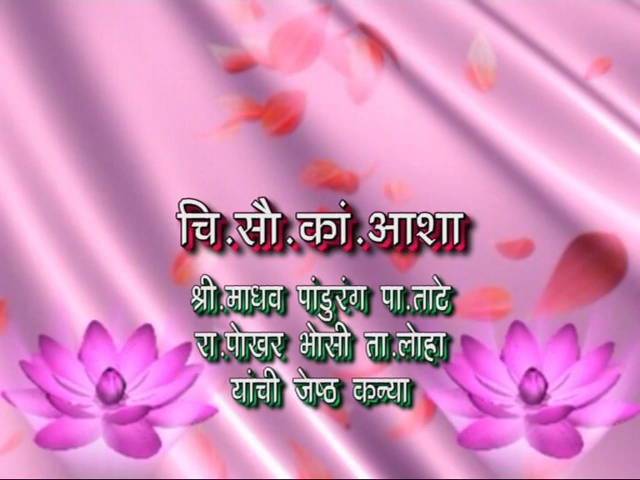 चि.सौ.कां.आशा
श्री.माधव पांडुरंग पा.ताटे
रा.पोखर भोसी ता.लोहा
यांची जेष्ठ कन्या